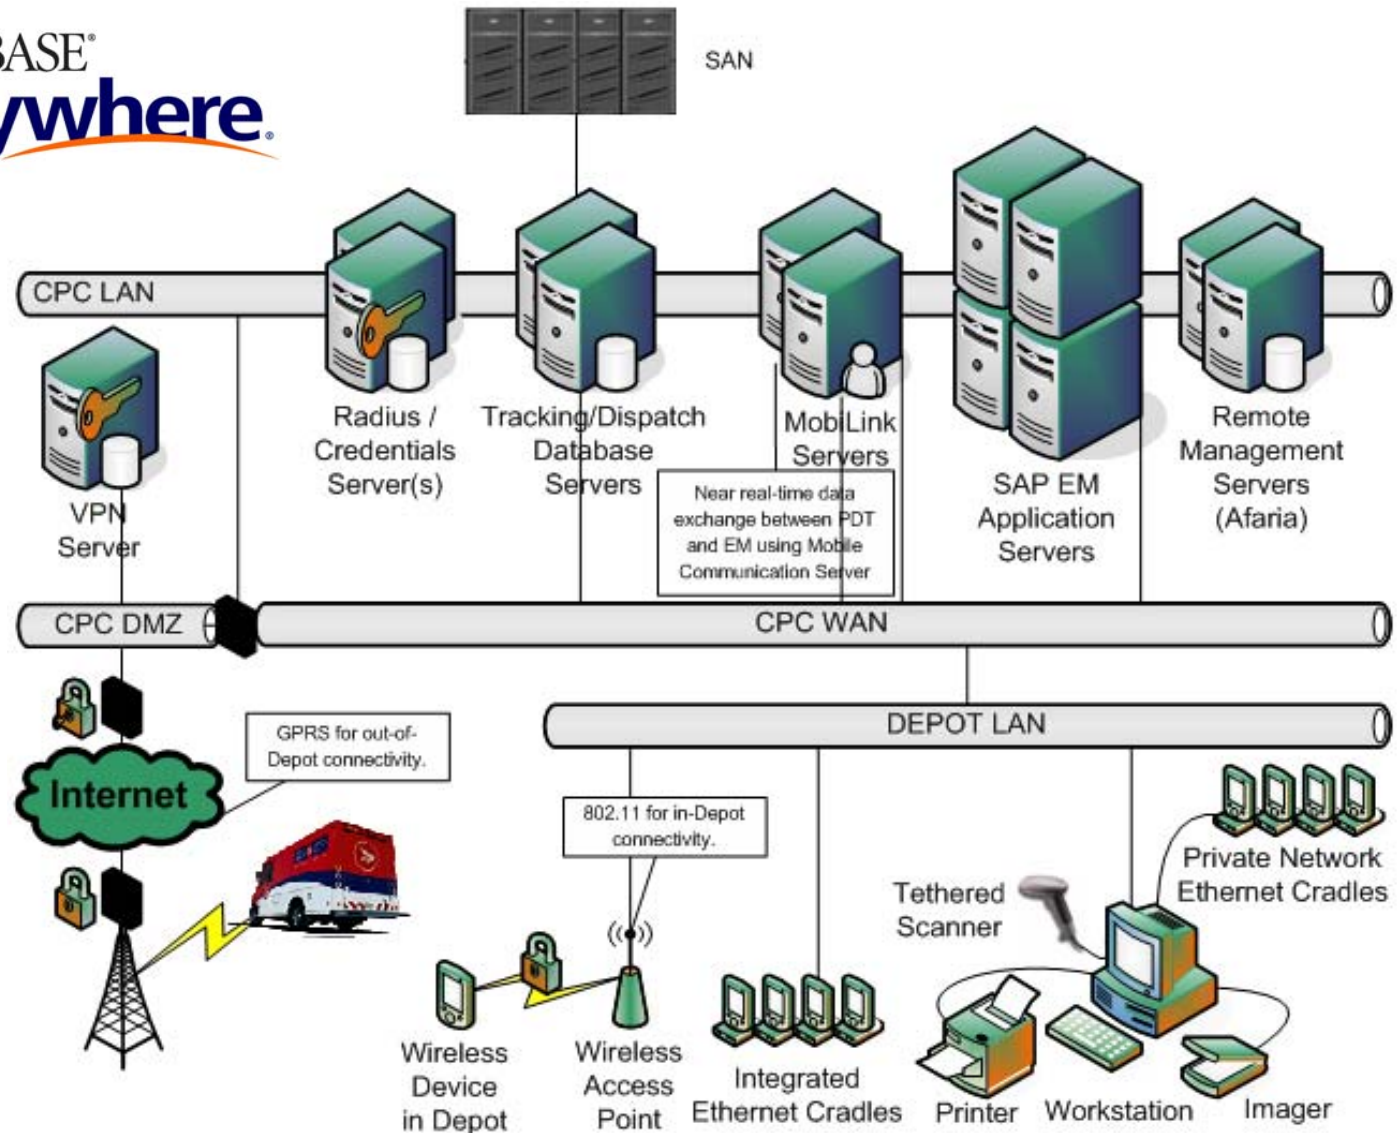 BASE®
ywhere®
SAN
CPC LAN
VPN
Server
Radius /
Credentials
Server(s)
Tracking/Dispatch
Database
Servers
MobiLink
Servers
SAP EM
Application
Servers
Remote
Management
Servers
(Afaria)
Near real-time data
exchange between PDT
and EM using Mobile
Communication Server
CPC DMZ
CPC WAN
DEPOT LAN
GPRS for out-of-
Depot connectivity.
Internet
802.11 for in-Depot
connectivity.
Private Network
Ethernet Cradles
Tethered
Scanner
Wireless
Device
in Depot
Wireless
Access
Point
Integrated
Ethernet Cradles
Printer
Workstation
Imager